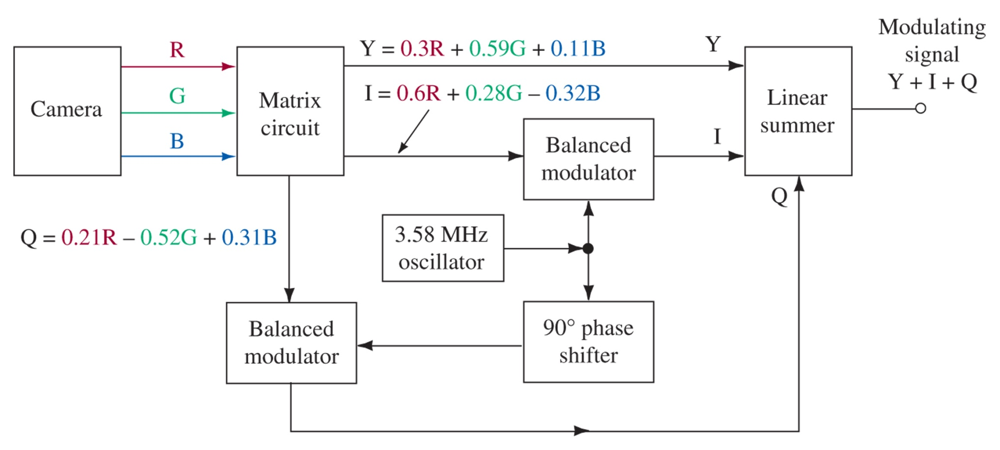 Modulating
signal
Y + I + Q
R
Y = 0.3R + 0.59G + 0.11B
Y
G
I = 0.6R + 0.28G – 0.32B
Camera
Matrix
circuit
Linear
summer
B
Balanced
modulator
I
Q
Q = 0.21R – 0.52G + 0.31B
3.58 MHz
oscillator
Balanced
modulator
90° phase
shifter